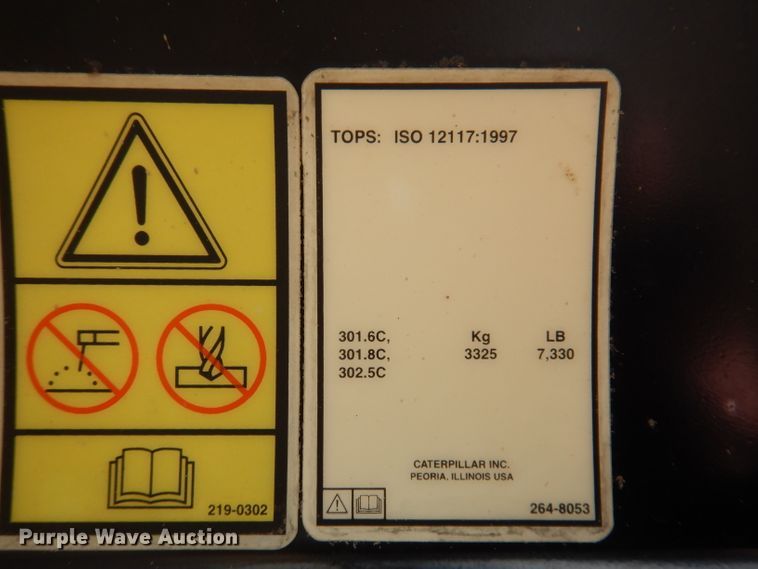 219-0302
TOPS: ISO 12117:1997
301.6C, Kg LB
301.8C, 3325 7,330
302.5C
CATERPILLAR INC.
PEORIA, ILLINOIS USA
264-8053
Purple Wave Auction